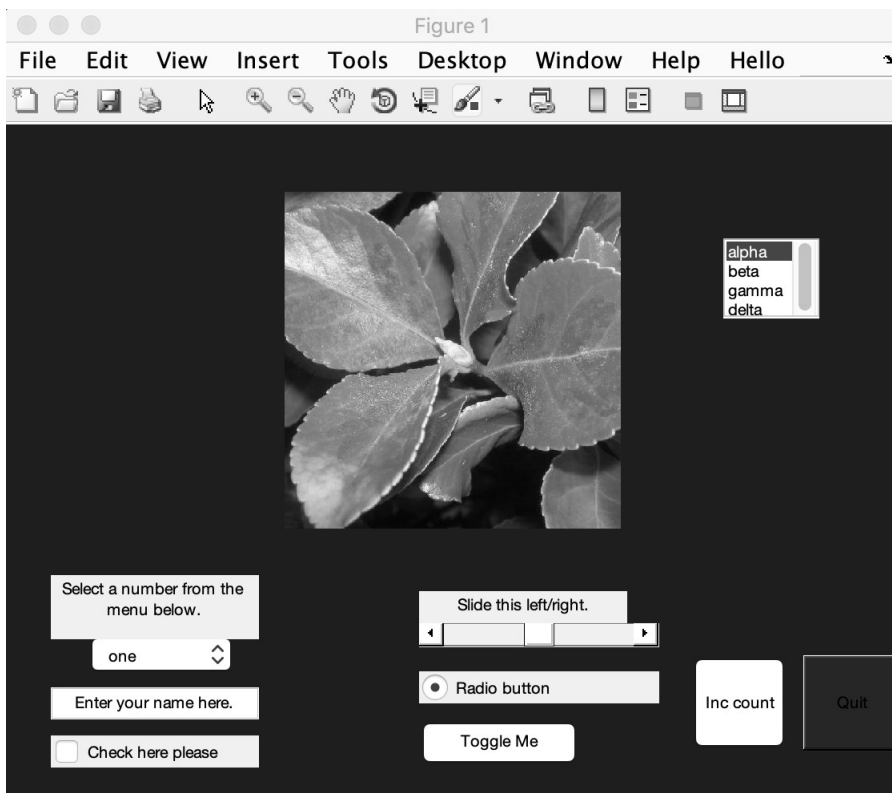 Figure 1
File Edit View Insert Tools Desktop Window Help Hello
alpha
beta
gamma
delta
Select a number from the
menu below.
one
Enter your name here.
Check here please
Slide this left/right.
Radio button
Toggle Me
Inc count
Quit